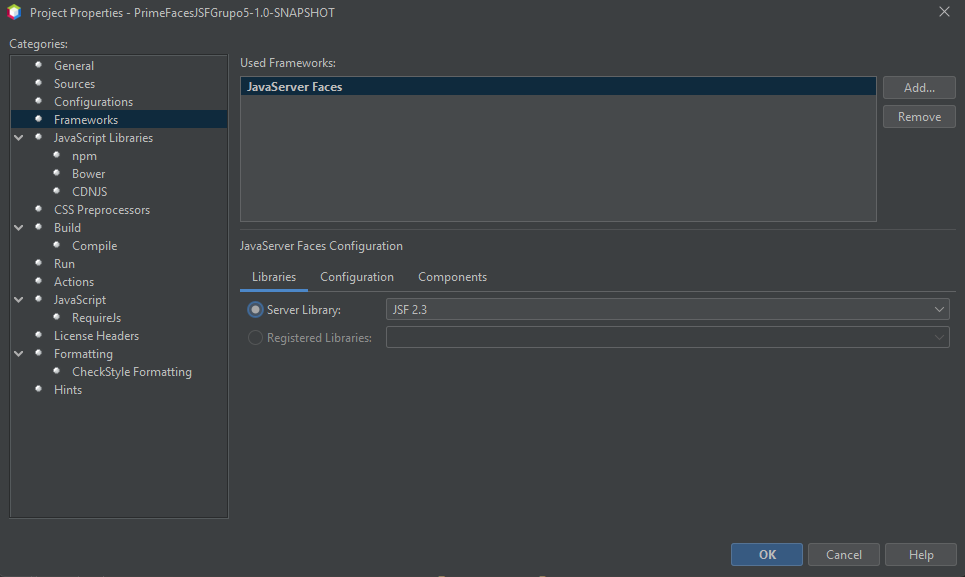 Project Properties - PrimeFacesJSFGrupo5-1.0-SNAPSHOT
Categories:
General
Sources
Configurations
Frameworks
JavaScript Libraries
npm
Bower
CDNJS
CSS Preprocessors
Build
Compile
Run
Actions
JavaScript
RequireJs
License Headers
Formatting
CheckStyle Formatting
Hints
Used Frameworks:
JavaServer Faces
Add...
Remove
JavaServer Faces Configuration
Libraries Configuration Components
Server Library: JSF 2.3
Registered Libraries:
OK Cancel Help